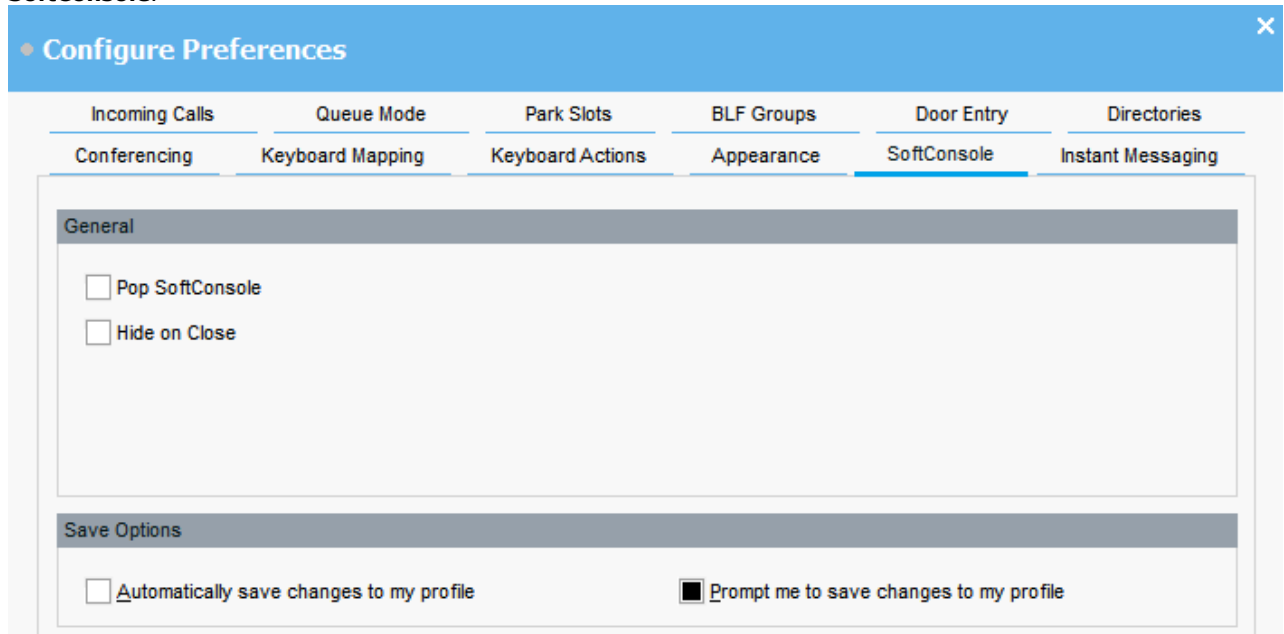 SoftConsole.
Configure Preferences
Incoming Calls Queue Mode Park Slots BLF Groups Door Entry Directories
Conferencing Keyboard Mapping Keyboard Actions Appearance SoftConsole Instant Messaging
General
Pop SoftConsole
Hide on Close
Save Options
Automatically save changes to my profile Prompt me to save changes to my profile